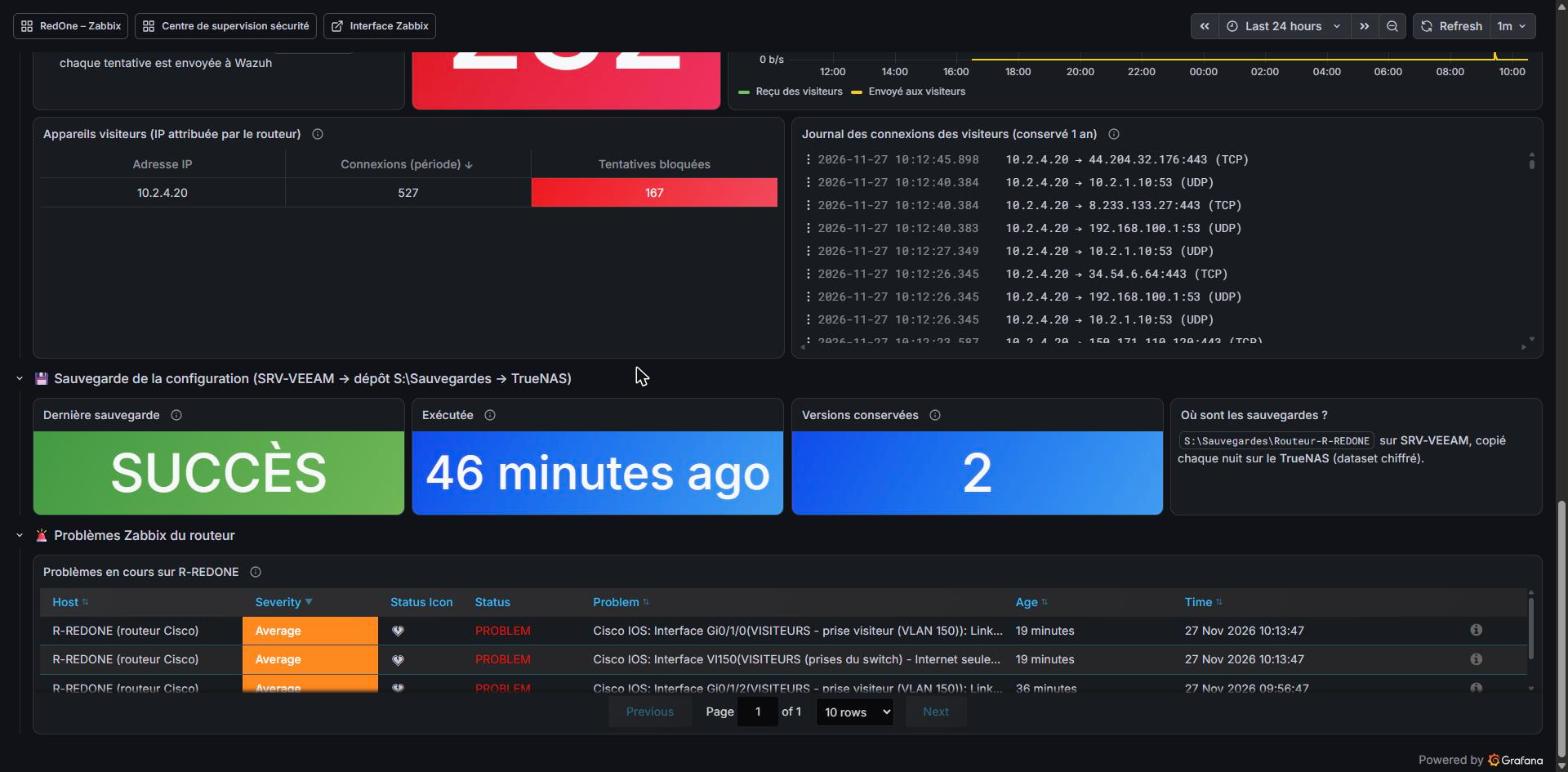 RedOne – Zabbix
Centre de supervision sécurité
Interface Zabbix
Last 24 hours
Refresh
1m
chaque tentative est envoyée à Wazuh
0 b/s
12:00 14:00 16:00 18:00 20:00 22:00 00:00 02:00 04:00 06:00 08:00 10:00
Reçu des visiteurs Envoyé aux visiteurs
Appareils visiteurs (IP attribuée par le routeur)
Adresse IP Connexions (période) ↓ Tentatives bloquées
10.2.4.20 527 167
Journal des connexions des visiteurs (conservé 1 an)
2026-11-27 10:12:45.898 10.2.4.20 → 44.204.32.176:443 (TCP)
2026-11-27 10:12:40.384 10.2.4.20 → 10.2.1.10:53 (UDP)
2026-11-27 10:12:40.384 10.2.4.20 → 8.233.133.27:443 (TCP)
2026-11-27 10:12:40.383 10.2.4.20 → 192.168.100.1:53 (UDP)
2026-11-27 10:12:27.349 10.2.4.20 → 10.2.1.10:53 (UDP)
2026-11-27 10:12:26.345 10.2.4.20 → 34.54.6.64:443 (TCP)
2026-11-27 10:12:26.345 10.2.4.20 → 192.168.100.1:53 (UDP)
2026-11-27 10:12:26.345 10.2.4.20 → 10.2.1.10:53 (UDP)
2026-11-27 10:12:23.587 10.2.4.20 → 150.171.110.120:443 (TCP)
Sauvegarde de la configuration (SRV-VEEAM → dépôt S:\Sauvegardes → TrueNAS)
Dernière sauvegarde
SUCCÈS
Exécutée
46 minutes ago
Versions conservées
2
Où sont les sauvegardes ?
S:\Sauvegardes\Routeur-R-REDONE sur SRV-VEEAM, copié
chaque nuit sur le TrueNAS (dataset chiffré).
Problèmes Zabbix du routeur
Problèmes en cours sur R-REDONE
Host Severity Status Icon Status Problem Age Time
R-REDONE (routeur Cisco) Average PROBLEM Cisco IOS: Interface Gi0/1/0(VISITEURS - prise visiteur (VLAN 150)): Link... 19 minutes 27 Nov 2026 10:13:47
R-REDONE (routeur Cisco) Average PROBLEM Cisco IOS: Interface Vl150(VISITEURS (prises du switch) - Internet seule... 19 minutes 27 Nov 2026 10:13:47
R-REDONE (routeur Cisco) Average PROBLEM Cisco IOS: Interface Gi0/1/2(VISITEURS - prise visiteur (VLAN 150)): Link... 36 minutes 27 Nov 2026 09:56:47
Previous Page 1 of 1 10 rows Next
Powered by Grafana